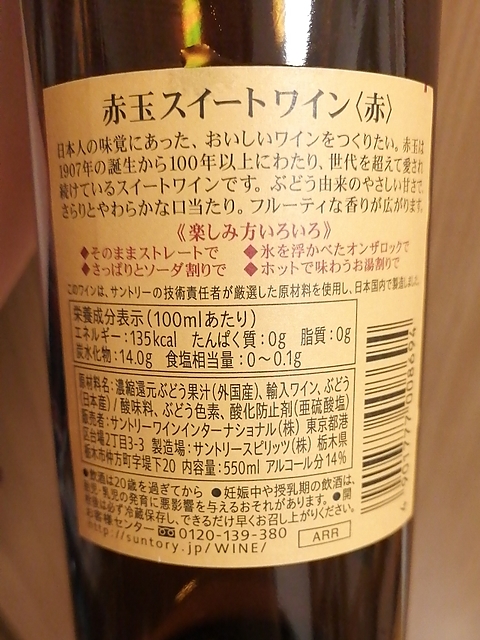 赤玉スイートワイン〈赤〉
日本人の味覚にあった、おいしいワインをつくりたい。赤玉は
1907年の誕生から100年以上にわたり、世代を超えて愛され
続けているスイートワインです。ぶどう由来のやさしい甘さで、
さらりとやわらかな口当たり。フルーティな香りが広がります。
《楽しみ方いろいろ》
◆そのままストレートで ◆氷を浮かべたオンザロックで
◆さっぱりとソーダ割りで ◆ホットで味わうお湯割りで
このワインは、サントリーの技術責任者が厳選した原材料を使用し、日本国内で製造しました。
栄養成分表示(100mlあたり)
エネルギー:135kcal たんぱく質:0g 脂質:0g
炭水化物:14.0g 食塩相当量:0～0.1g
原材料名:濃縮還元ぶどう果汁(外国産)、輸入ワイン、ぶどう
(日本産)/酸味料、ぶどう色素、酸化防止剤(亜硫酸塩)
販売者:サントリーワインインターナショナル(株) 東京都港
区台場2丁目3-3 製造場:サントリースピリッツ(株) 栃木県
栃木市仲方町字堤下20 内容量:550ml アルコール分14%
●飲酒は20歳を過ぎてから ●妊娠中や授乳期の飲酒は、
胎児・乳児の発育に悪影響を与えるおそれがあります。 ●開
栓後は必ず冷蔵保存し、できるだけ早くお召し上がりください。
お客様センター 0120-139-380
http://suntory.jp/WINE/ ARR